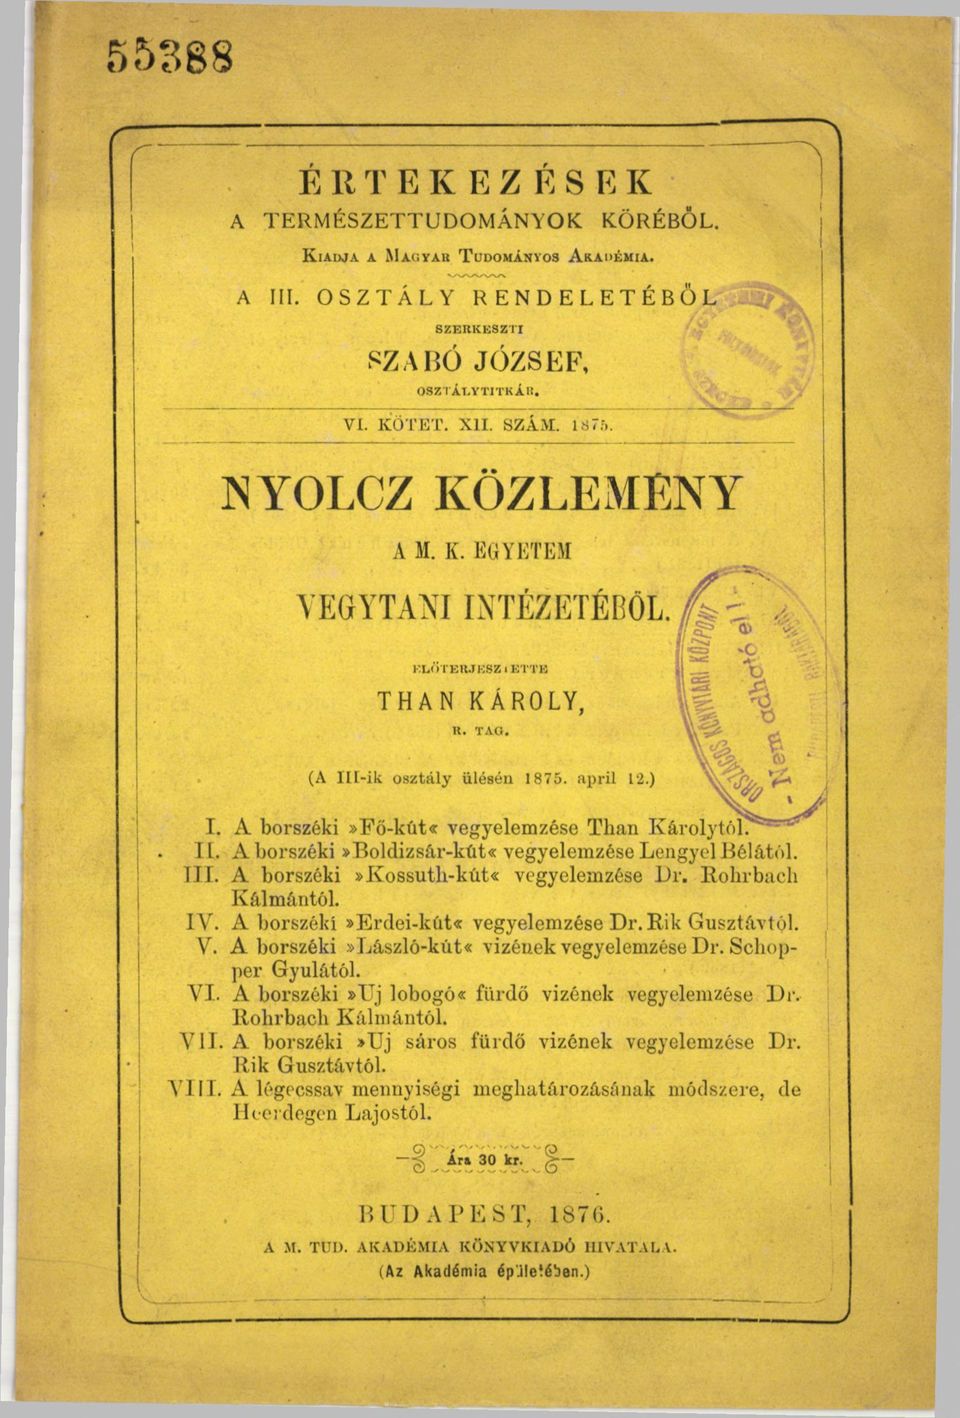 55388
ÉRTEKEZÉSEK
A TERMÉSZETTUDOMÁNYOK KÖRÉBŐL.
KIADJA A MAGYAR TUDOMÁNYOS AKADÉMIA.
A III. OSZTÁLY RENDELETÉBŐL
SZERKESZTI
SZABÓ JÓZSEF,
OSZTÁLYTITKÁR.
VI. KÖTET. XII. SZÁM. 1875.
NYOLCZ KÖZLEMÉNY
A M. K. EGYETEM
VEGYTANI INTÉZETÉBŐL.
ELŐTERJESZTETTE
THAN KÁROLY,
R. TAG.
(A III-ik osztály ülésén 1875. april 12.)
ORSZÁGOS KÖNYVTÁRI KÖZPONT
- Nem adható el! -
I. A borszéki »Fő-kút« vegyelemzése Than Károlytól.
II. A borszéki »Boldizsár-kút« vegyelemzése Lengyel Bélától.
III. A borszéki »Kossuth-kút« vegyelemzése Dr. Rohrbach
Kálmántól.
IV. A borszéki »Erdei-kút« vegyelemzése Dr. Rik Gusztávtól.
V. A borszéki »László-kút« vizének vegyelemzése Dr. Schop-
per Gyulától.
VI. A borszéki »Uj lobogó« fürdő vizének vegyelemzése Dr.
Rohrbach Kálmántól.
VII. A borszéki »Uj sáros fürdő vizének vegyelemzése Dr.
Rik Gusztávtól.
VIII. A légecssav mennyiségi meghatározásának módszere, de
Heerdegen Lajostól.
Ára 30 kr.
BUDAPEST, 1876.
A M. TUD. AKADÉMIA KÖNYVKIADÓ HIVATALA.
(Az Akadémia épületében.)